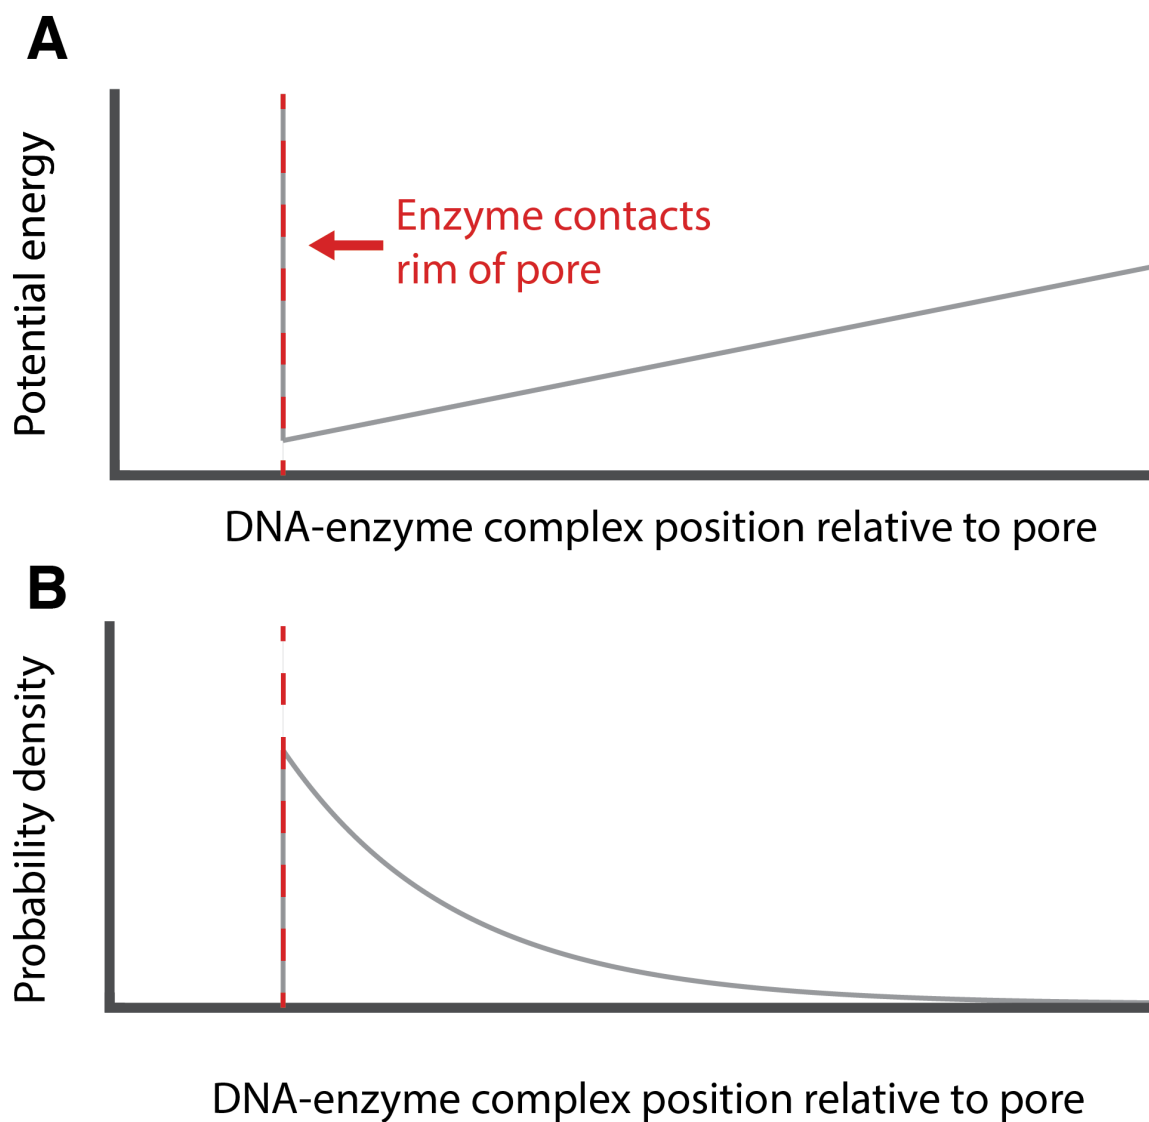 A
Potential energy
Enzyme contacts
rim of pore
DNA-enzyme complex position relative to pore
B
Probability density
DNA-enzyme complex position relative to pore